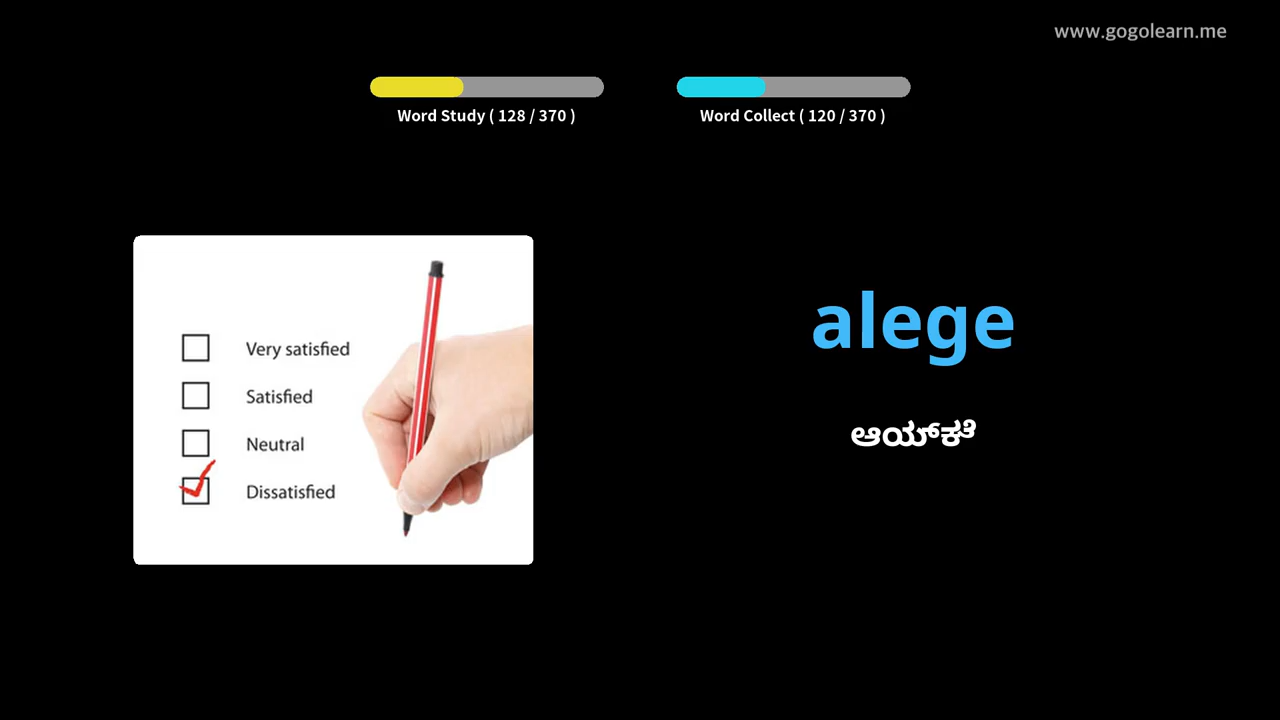 www.gogolearn.me
Word Study ( 128 / 370 )
Word Collect ( 120 / 370 )
Very satisfied
Satisfied
Neutral
Dissatisfied
alege
ಆಯ್ಕೆ